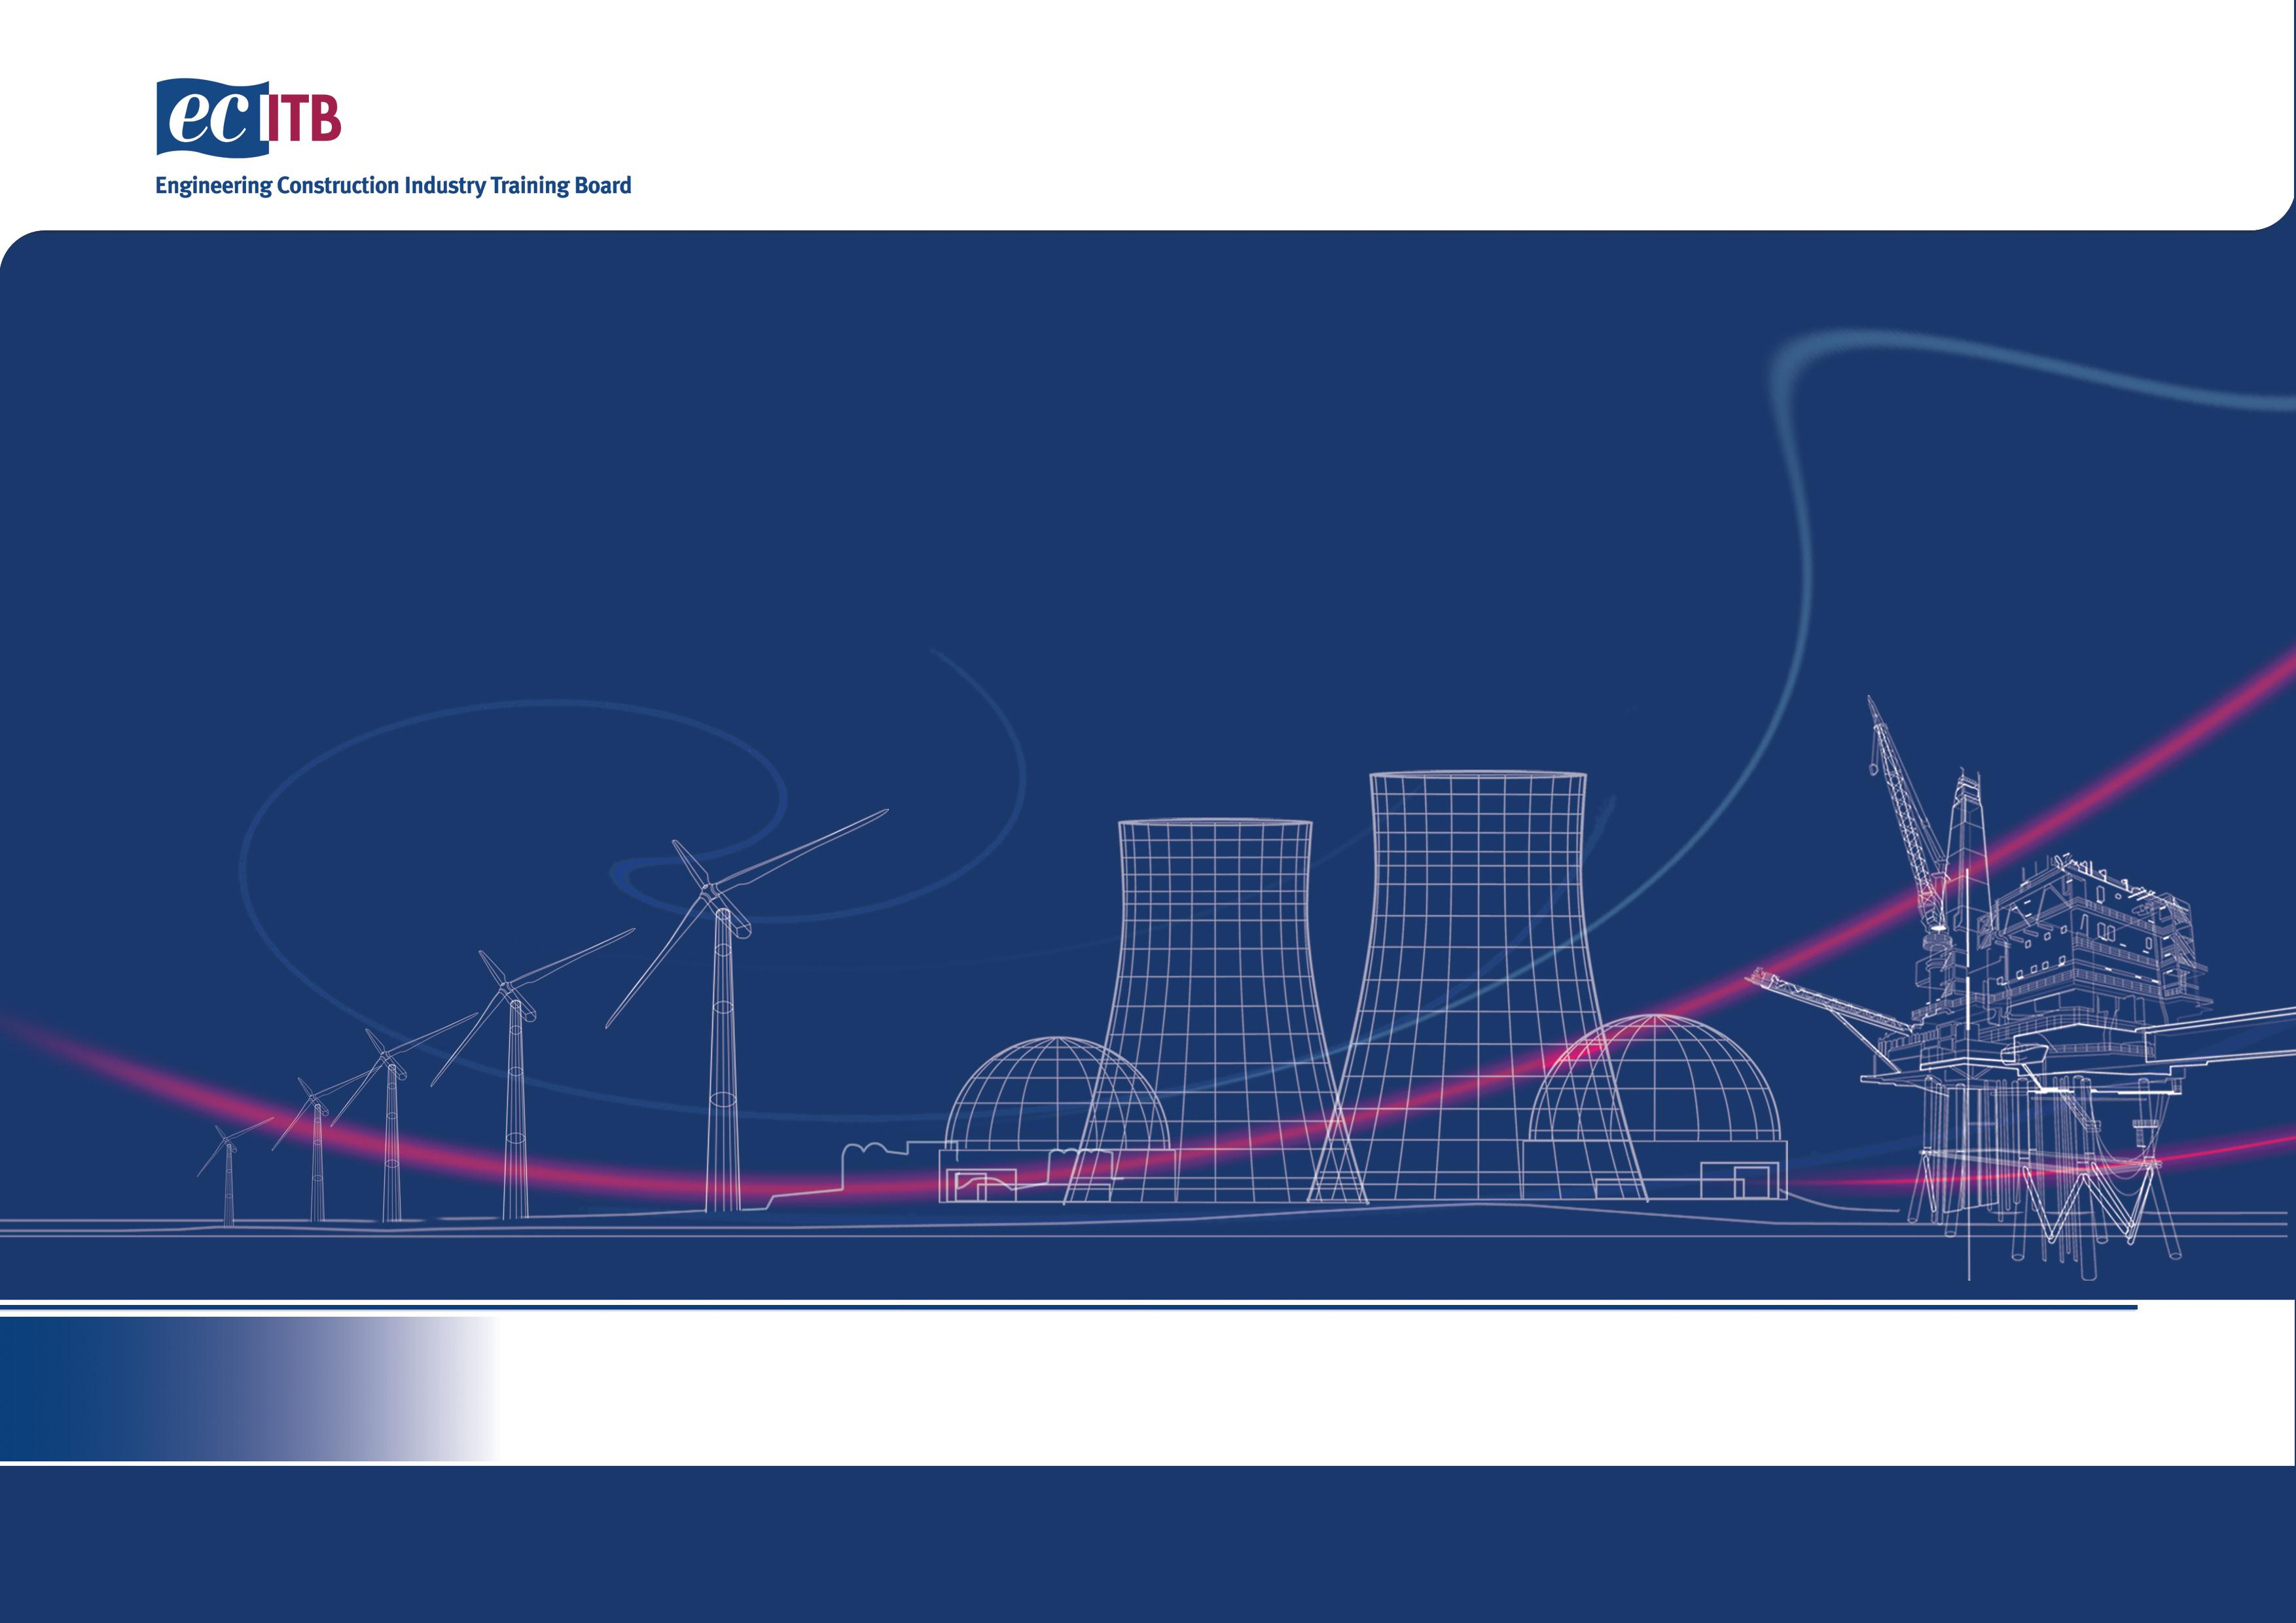 ecITB
Engineering Construction Industry Training Board